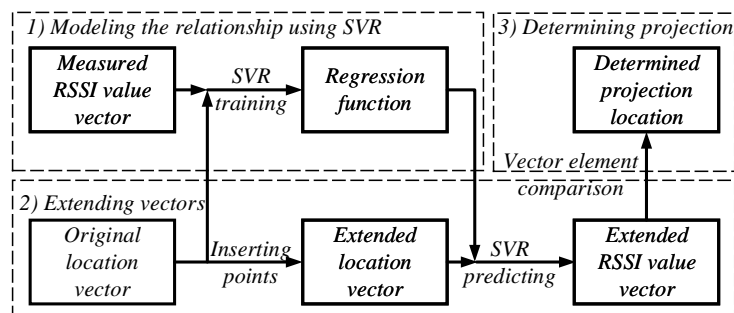 1) Modeling the relationship using SVR
3) Determining projection
Measured
RSSI value
vector
SVR
training
Regression
function
Determined
projection
location
Vector element
comparison
2) Extending vectors
Original
location
vector
Inserting
points
Extended
location
vector
SVR
predicting
Extended
RSSI value
vector